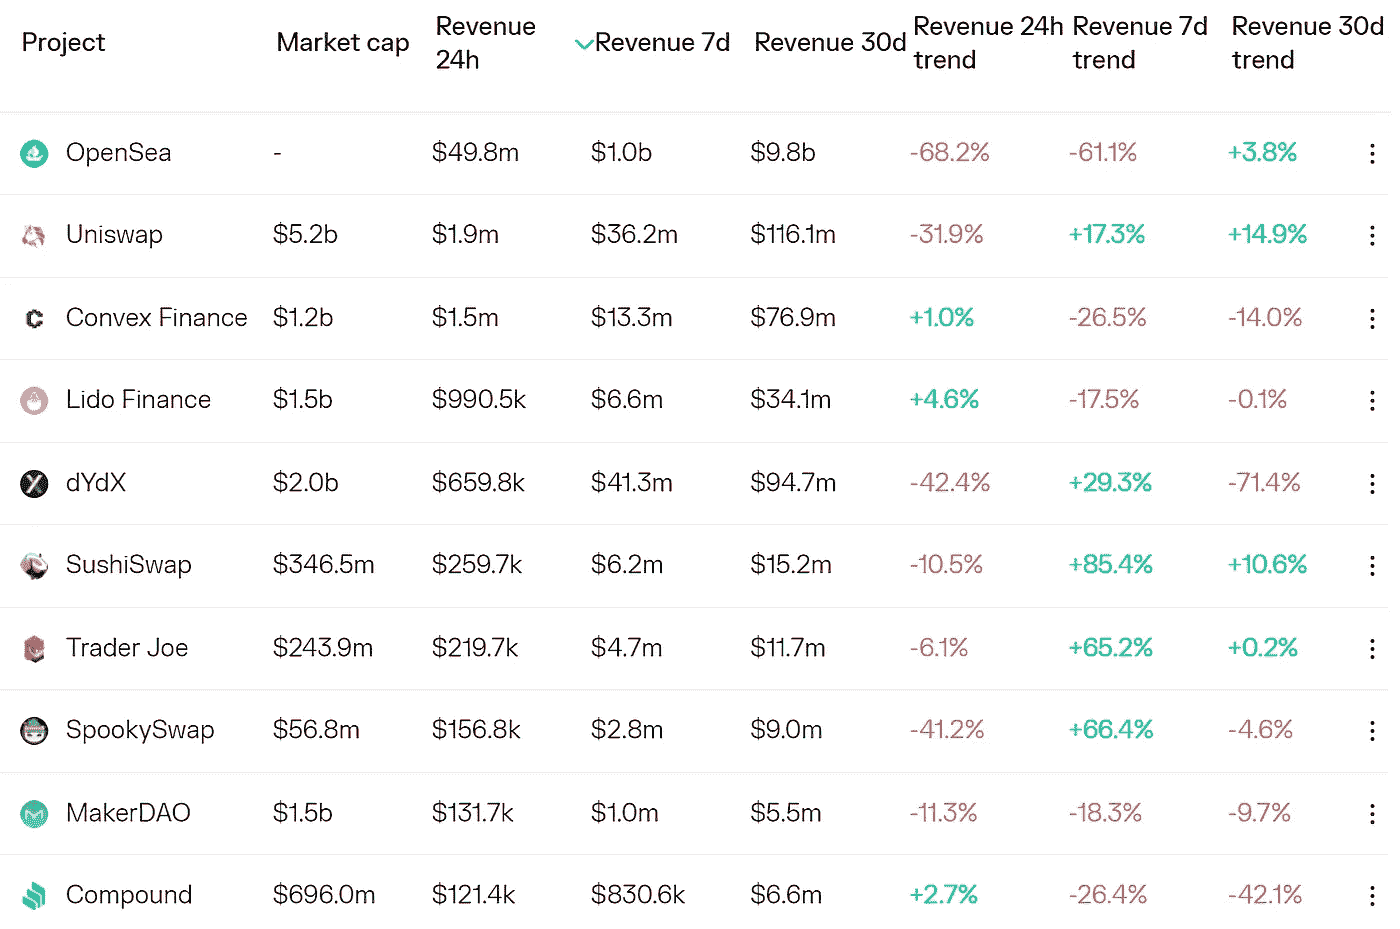 Project Market cap Revenue 24h Revenue 7d Revenue 30d Revenue 24h trend Revenue 7d trend Revenue 30d trend
OpenSea - $49.8m $1.0b $9.8b -68.2% -61.1% +3.8%
Uniswap $5.2b $1.9m $36.2m $116.1m -31.9% +17.3% +14.9%
Convex Finance $1.2b $1.5m $13.3m $76.9m +1.0% -26.5% -14.0%
Lido Finance $1.5b $990.5k $6.6m $34.1m +4.6% -17.5% -0.1%
dYdX $2.0b $659.8k $41.3m $94.7m -42.4% +29.3% -71.4%
SushiSwap $346.5m $259.7k $6.2m $15.2m -10.5% +85.4% +10.6%
Trader Joe $243.9m $219.7k $4.7m $11.7m -6.1% +65.2% +0.2%
SpookySwap $56.8m $156.8k $2.8m $9.0m -41.2% +66.4% -4.6%
MakerDAO $1.5b $131.7k $1.0m $5.5m -11.3% -18.3% -9.7%
Compound $696.0m $121.4k $830.6k $6.6m +2.7% -26.4% -42.1%